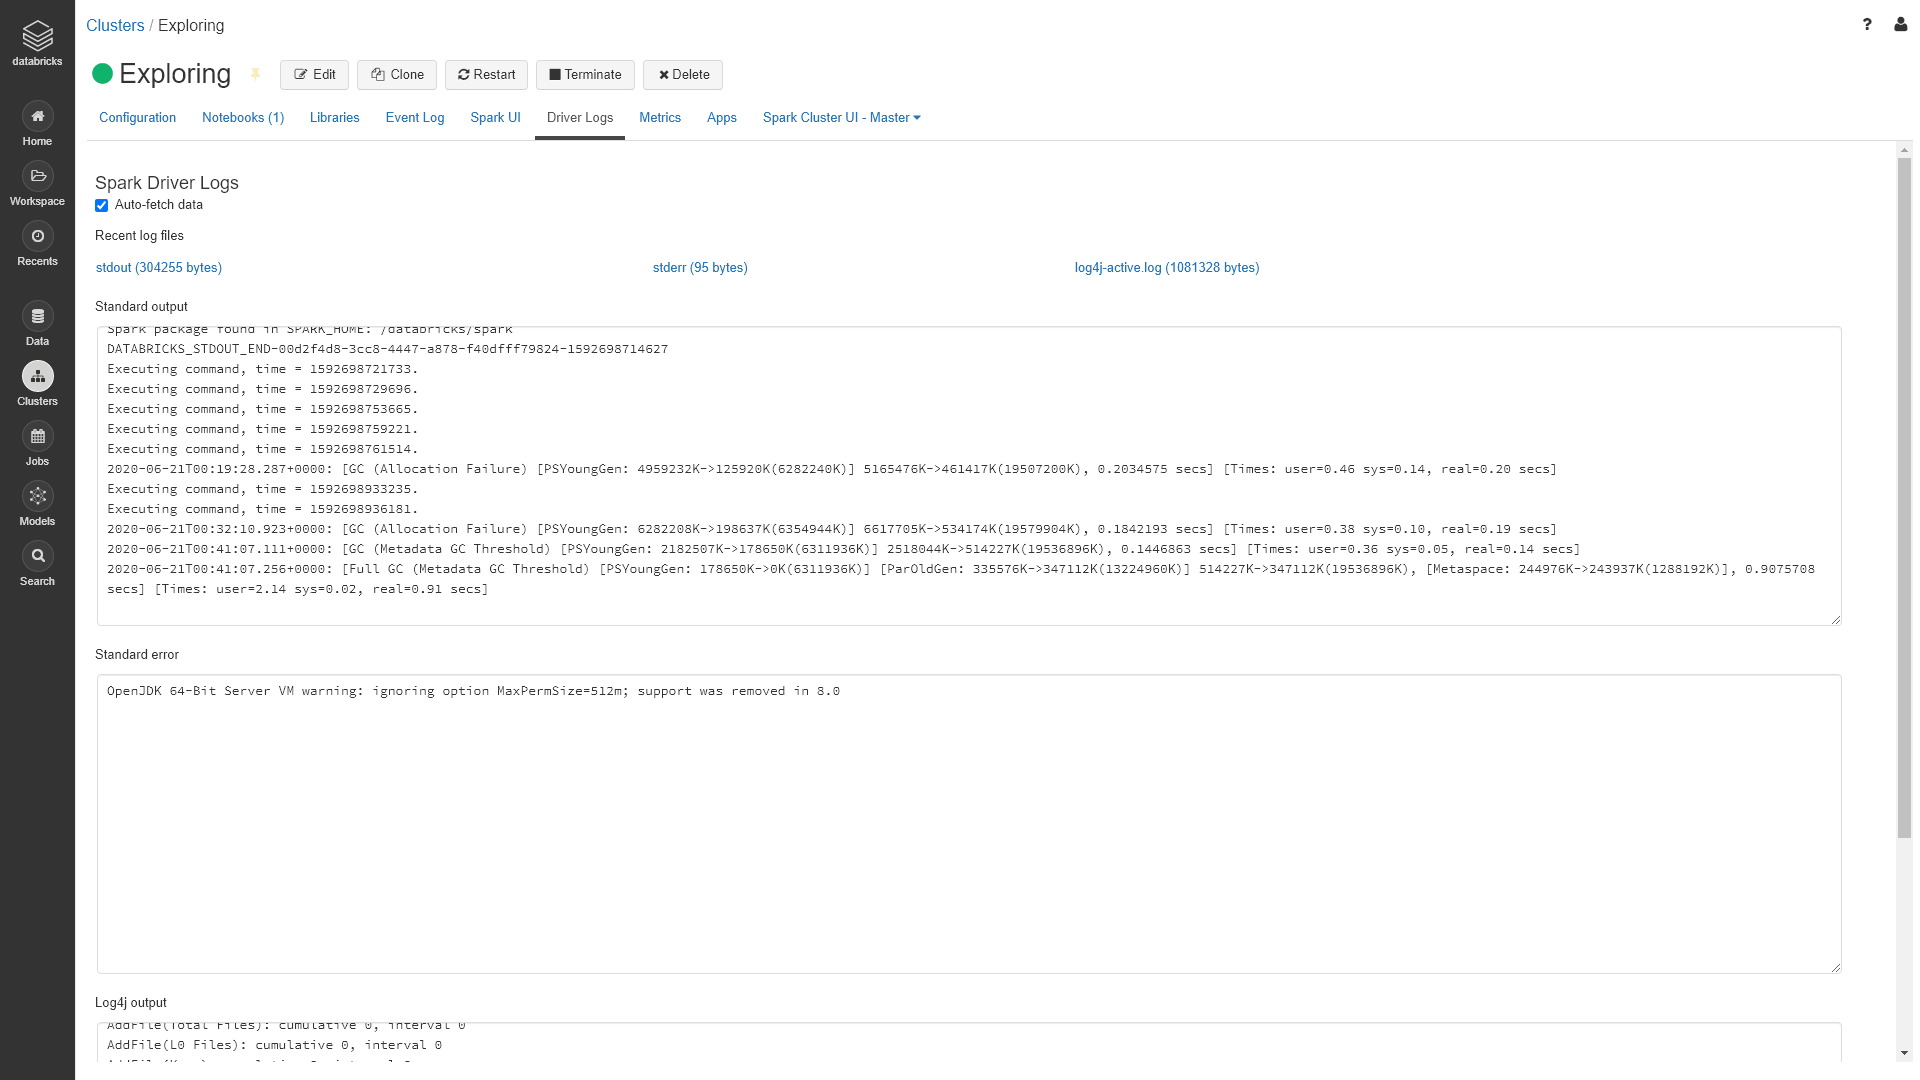 databricks
Home
Workspace
Recents
Data
Clusters
Jobs
Models
Search
Clusters / Exploring
?
Exploring
Edit
Clone
Restart
Terminate
Delete
Configuration
Notebooks (1)
Libraries
Event Log
Spark UI
Driver Logs
Metrics
Apps
Spark Cluster UI - Master
Spark Driver Logs
Auto-fetch data
Recent log files
stdout (304255 bytes)
stderr (95 bytes)
log4j-active.log (1081328 bytes)
Standard output
Spark package found in SPARK_HOME: /databricks/spark
DATABRICKS_STDOUT_END-00d2f4d8-3cc8-4447-a878-f40dfff79824-1592698714627
Executing command, time = 1592698721733.
Executing command, time = 1592698729696.
Executing command, time = 1592698753665.
Executing command, time = 1592698759221.
Executing command, time = 1592698761514.
2020-06-21T00:19:28.287+0000: [GC (Allocation Failure) [PSYoungGen: 4959232K->125920K(6282240K)] 5165476K->461417K(19507200K), 0.2034575 secs] [Times: user=0.46 sys=0.14, real=0.20 secs]
Executing command, time = 1592698933235.
Executing command, time = 1592698936181.
2020-06-21T00:32:10.923+0000: [GC (Allocation Failure) [PSYoungGen: 6282208K->198637K(6354944K)] 6617705K->534174K(19579904K), 0.1842193 secs] [Times: user=0.38 sys=0.10, real=0.19 secs]
2020-06-21T00:41:07.111+0000: [GC (Metadata GC Threshold) [PSYoungGen: 2182507K->178650K(6311936K)] 2518044K->514227K(19536896K), 0.1446863 secs] [Times: user=0.36 sys=0.05, real=0.14 secs]
2020-06-21T00:41:07.256+0000: [Full GC (Metadata GC Threshold) [PSYoungGen: 178650K->0K(6311936K)] [ParOldGen: 335576K->347112K(13224960K)] 514227K->347112K(19536896K), [Metaspace: 244976K->243937K(1288192K)], 0.9075708
secs] [Times: user=2.14 sys=0.02, real=0.91 secs]
Standard error
OpenJDK 64-Bit Server VM warning: ignoring option MaxPermSize=512m; support was removed in 8.0
Log4j output
AddFile(Total Files): cumulative 0, interval 0
AddFile(L0 Files): cumulative 0, interval 0